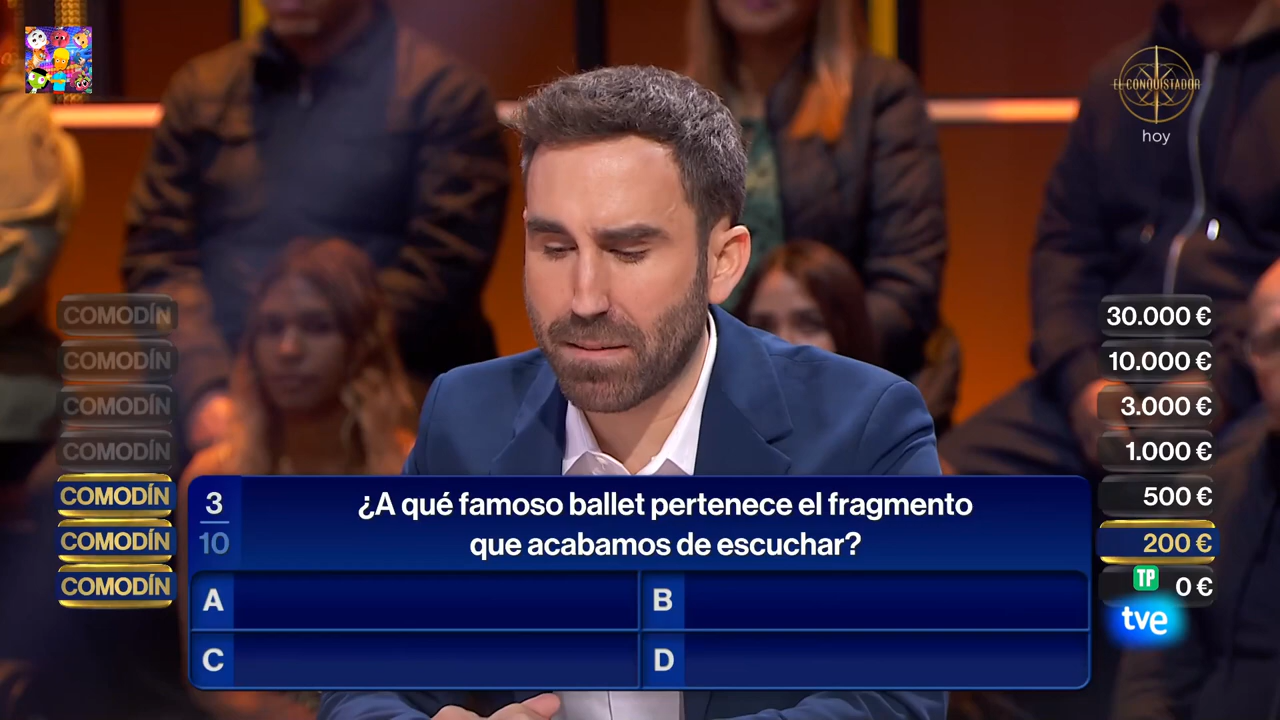 EL CONQUISTADOR
hoy
COMODÍN
COMODÍN
COMODÍN
COMODÍN
COMODÍN
COMODÍN
COMODÍN
3
10
¿A qué famoso ballet pertenece el fragmento
que acabamos de escuchar?
A
B
C
D
30.000 €
10.000 €
3.000 €
1.000 €
500 €
200 €
TP
0 €
tve